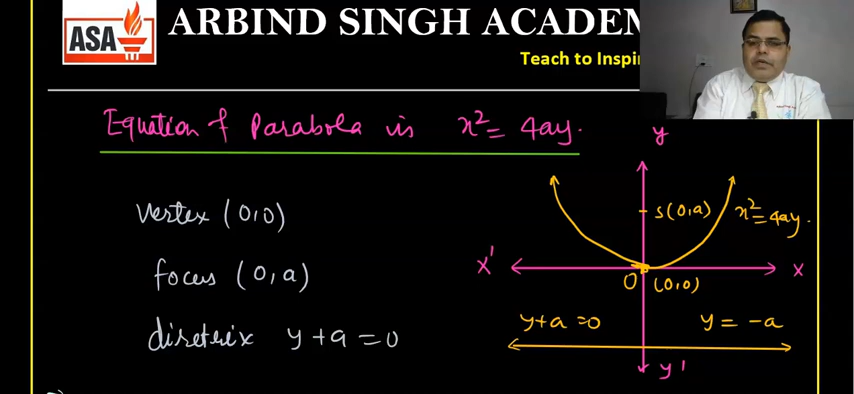 ASA
ARBIND SINGH ACADEM
Teach to Inspi
Equation of Parabola is x² = 4ay.
vertex (0,0)
focus (0,a)
diretrix y+a=0
y
S(0,a)
x²=4ay.
X'
X
O (0,0)
y+a=0
y = -a
y'